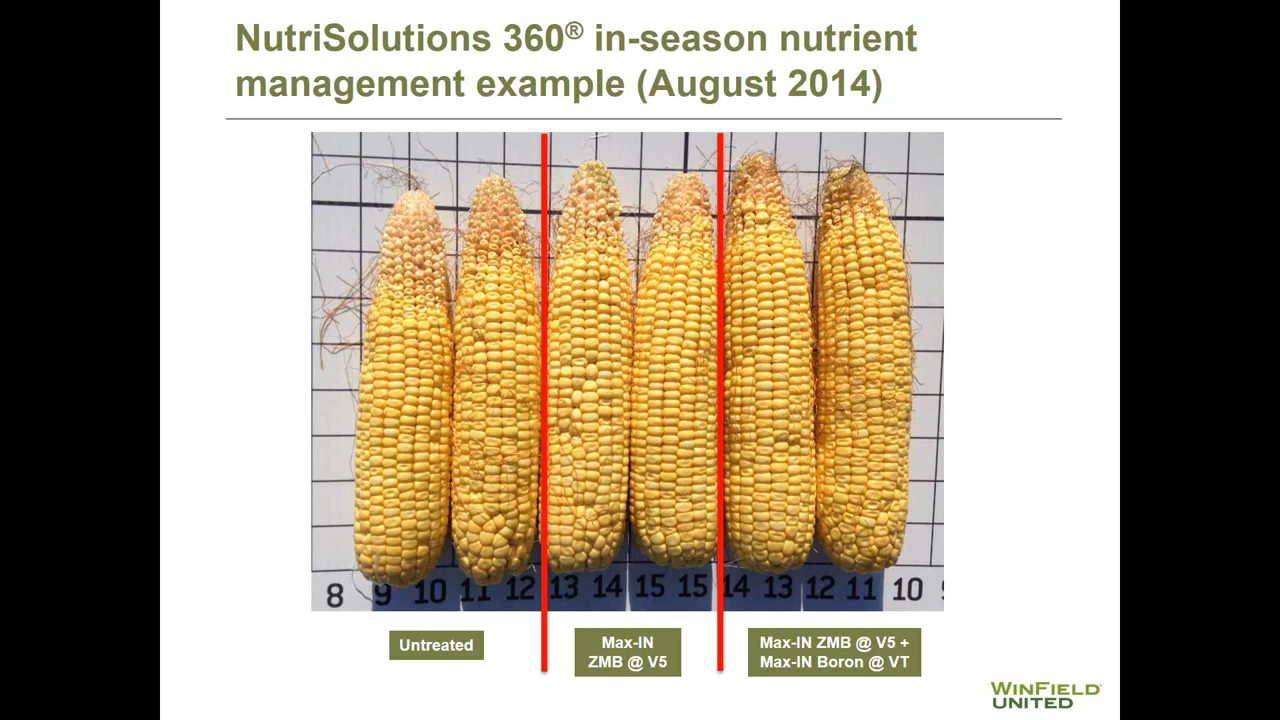 NutriSolutions 360® in-season nutrient
management example (August 2014)
8 9 10 11 12 13 14 15 15 14 13 12 11 10
Untreated
Max-IN
ZMB @ V5
Max-IN ZMB @ V5 +
Max-IN Boron @ VT
WINFIELD®
UNITED